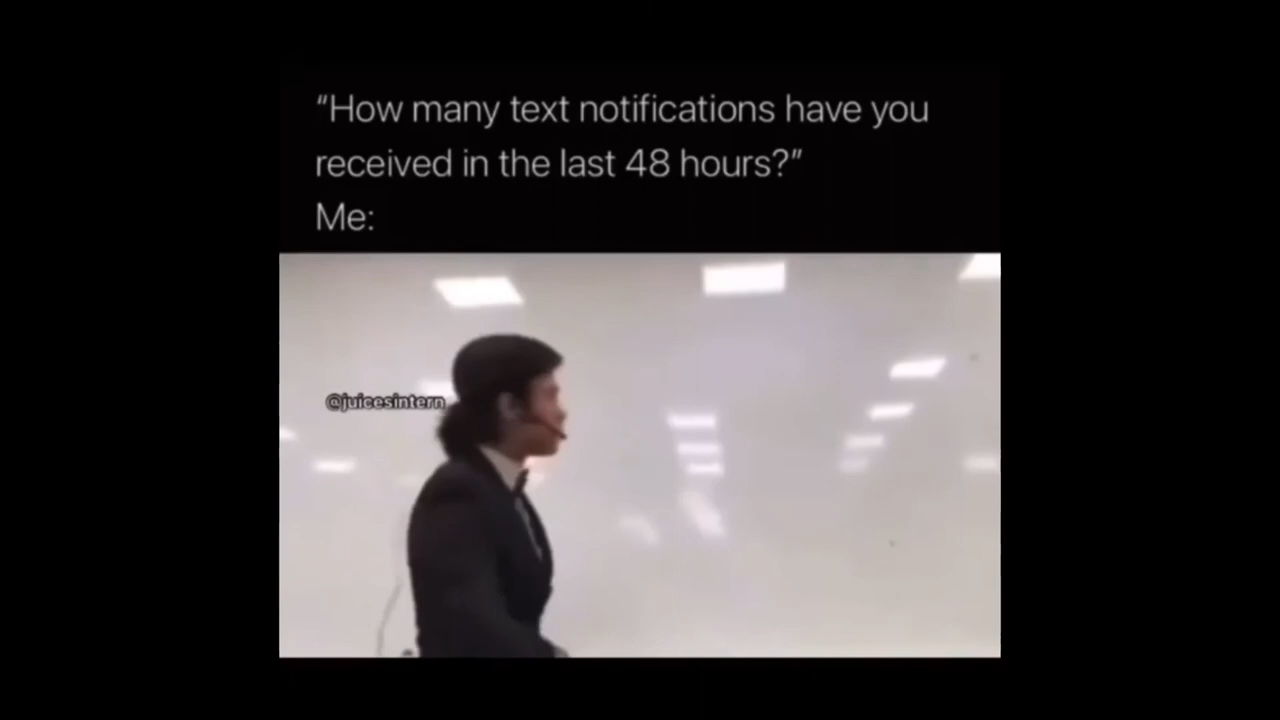 “How many text notifications have you
received in the last 48 hours?”
Me:
@juicesintern